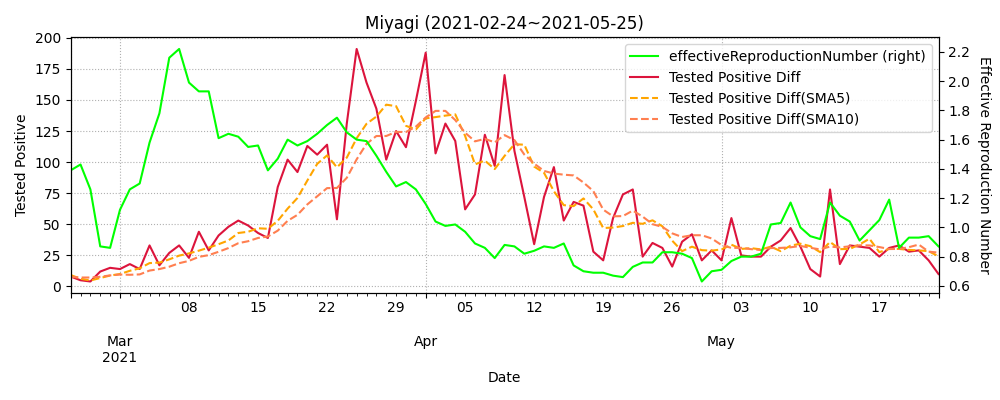 Miyagi (2021-02-24~2021-05-25)
effectiveReproductionNumber (right)
Tested Positive Diff
Tested Positive Diff(SMA5)
Tested Positive Diff(SMA10)
Tested Positive
200
175
150
125
100
75
50
25
0
2.2
2.0
1.8
1.6
1.4
1.2
1.0
0.8
0.6
Effective Reproduction Number
08 15 22 29 05 12 19 26 03 10 17
Mar Apr May
2021
Date